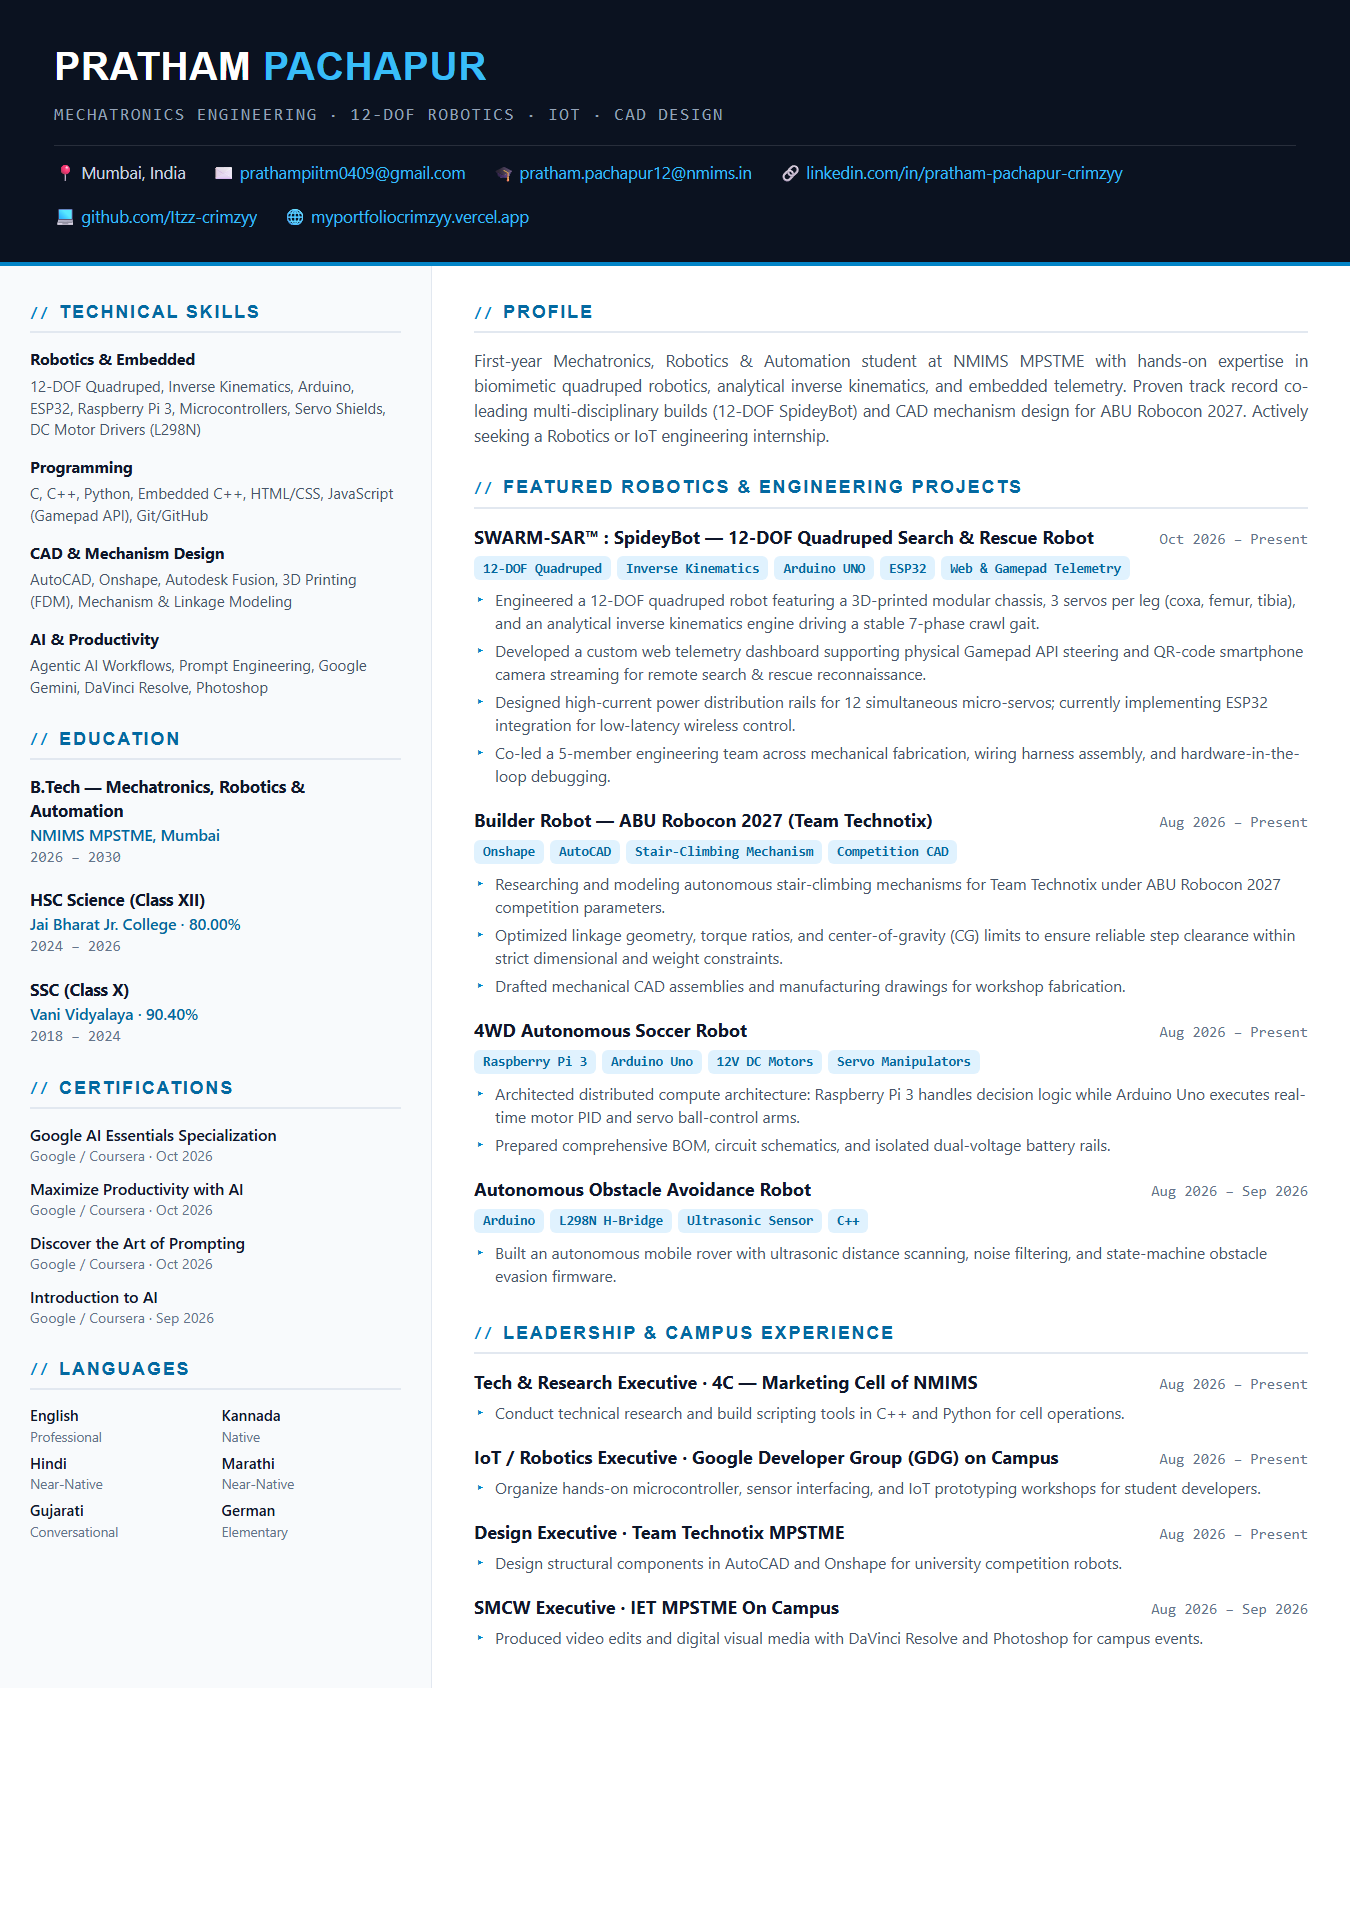 PRATHAM PACHAPUR
MECHATRONICS ENGINEERING · 12-DOF ROBOTICS · IOT · CAD DESIGN
Mumbai, India prathampiitm0409@gmail.com pratham.pachapur12@nmims.in linkedin.com/in/pratham-pachapur-crimzyy
github.com/Itzz-crimzyy myportfoliocrimzyy.vercel.app
// TECHNICAL SKILLS
Robotics & Embedded
12-DOF Quadruped, Inverse Kinematics, Arduino,
ESP32, Raspberry Pi 3, Microcontrollers, Servo Shields,
DC Motor Drivers (L298N)
Programming
C, C++, Python, Embedded C++, HTML/CSS, JavaScript
(Gamepad API), Git/GitHub
CAD & Mechanism Design
AutoCAD, Onshape, Autodesk Fusion, 3D Printing
(FDM), Mechanism & Linkage Modeling
AI & Productivity
Agentic AI Workflows, Prompt Engineering, Google
Gemini, DaVinci Resolve, Photoshop
// EDUCATION
B.Tech — Mechatronics, Robotics &
Automation
NMIMS MPSTME, Mumbai
2026 – 2030
HSC Science (Class XII)
Jai Bharat Jr. College · 80.00%
2024 – 2026
SSC (Class X)
Vani Vidyalaya · 90.40%
2018 – 2024
// CERTIFICATIONS
Google AI Essentials Specialization
Google / Coursera · Oct 2026
Maximize Productivity with AI
Google / Coursera · Oct 2026
Discover the Art of Prompting
Google / Coursera · Oct 2026
Introduction to AI
Google / Coursera · Sep 2026
// LANGUAGES
English Kannada
Professional Native
Hindi Marathi
Near-Native Near-Native
Gujarati German
Conversational Elementary
// PROFILE
First-year Mechatronics, Robotics & Automation student at NMIMS MPSTME with hands-on expertise in
biomimetic quadruped robotics, analytical inverse kinematics, and embedded telemetry. Proven track record co-
leading multi-disciplinary builds (12-DOF SpideyBot) and CAD mechanism design for ABU Robocon 2027. Actively
seeking a Robotics or IoT engineering internship.
// FEATURED ROBOTICS & ENGINEERING PROJECTS
SWARM-SAR™ : SpideyBot — 12-DOF Quadruped Search & Rescue Robot Oct 2026 – Present
12-DOF Quadruped Inverse Kinematics Arduino UNO ESP32 Web & Gamepad Telemetry
‣ Engineered a 12-DOF quadruped robot featuring a 3D-printed modular chassis, 3 servos per leg (coxa, femur, tibia),
and an analytical inverse kinematics engine driving a stable 7-phase crawl gait.
‣ Developed a custom web telemetry dashboard supporting physical Gamepad API steering and QR-code smartphone
camera streaming for remote search & rescue reconnaissance.
‣ Designed high-current power distribution rails for 12 simultaneous micro-servos; currently implementing ESP32
integration for low-latency wireless control.
‣ Co-led a 5-member engineering team across mechanical fabrication, wiring harness assembly, and hardware-in-the-
loop debugging.
Builder Robot — ABU Robocon 2027 (Team Technotix) Aug 2026 – Present
Onshape AutoCAD Stair-Climbing Mechanism Competition CAD
‣ Researching and modeling autonomous stair-climbing mechanisms for Team Technotix under ABU Robocon 2027
competition parameters.
‣ Optimized linkage geometry, torque ratios, and center-of-gravity (CG) limits to ensure reliable step clearance within
strict dimensional and weight constraints.
‣ Drafted mechanical CAD assemblies and manufacturing drawings for workshop fabrication.
4WD Autonomous Soccer Robot Aug 2026 – Present
Raspberry Pi 3 Arduino Uno 12V DC Motors Servo Manipulators
‣ Architected distributed compute architecture: Raspberry Pi 3 handles decision logic while Arduino Uno executes real-
time motor PID and servo ball-control arms.
‣ Prepared comprehensive BOM, circuit schematics, and isolated dual-voltage battery rails.
Autonomous Obstacle Avoidance Robot Aug 2026 – Sep 2026
Arduino L298N H-Bridge Ultrasonic Sensor C++
‣ Built an autonomous mobile rover with ultrasonic distance scanning, noise filtering, and state-machine obstacle
evasion firmware.
// LEADERSHIP & CAMPUS EXPERIENCE
Tech & Research Executive · 4C — Marketing Cell of NMIMS Aug 2026 – Present
‣ Conduct technical research and build scripting tools in C++ and Python for cell operations.
IoT / Robotics Executive · Google Developer Group (GDG) on Campus Aug 2026 – Present
‣ Organize hands-on microcontroller, sensor interfacing, and IoT prototyping workshops for student developers.
Design Executive · Team Technotix MPSTME Aug 2026 – Present
‣ Design structural components in AutoCAD and Onshape for university competition robots.
SMCW Executive · IET MPSTME On Campus Aug 2026 – Sep 2026
‣ Produced video edits and digital visual media with DaVinci Resolve and Photoshop for campus events.